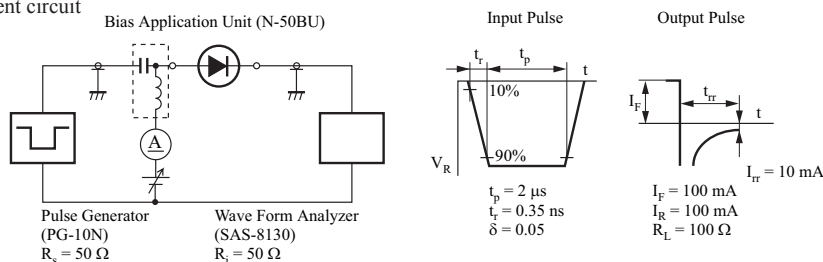 ent circuit
Bias Application Unit (N-50BU)
A
Pulse Generator
(PG-10N)
R_s = 50 Ω
Wave Form Analyzer
(SAS-8130)
R_i = 50 Ω
Input Pulse
t_r t_p
t
10%
90%
V_R
t_p = 2 μs
t_r = 0.35 ns
δ = 0.05
Output Pulse
I_F t_rr t
I_rr = 10 mA
I_F = 100 mA
I_R = 100 mA
R_L = 100 Ω